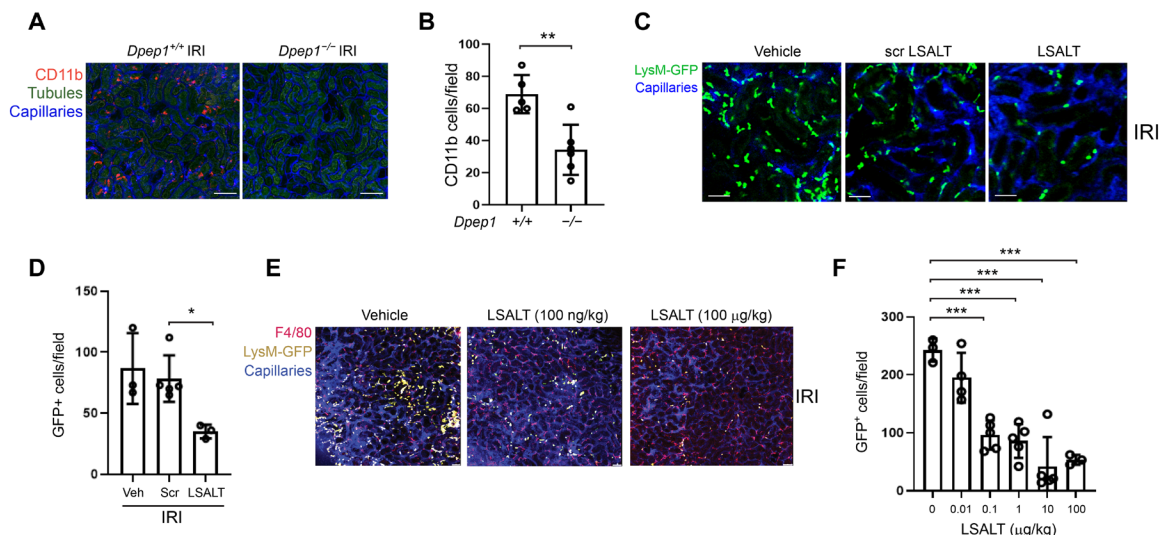 A
Dpep1+/+ IRI
Dpep1−/− IRI
CD11b
Tubules
Capillaries
B
**
CD11b cells/field
100
80
60
40
20
0
Dpep1
+/+
−/−
C
Vehicle
scr LSALT
LSALT
LysM-GFP
Capillaries
IRI
D
*
GFP+ cells/field
150
100
50
0
Veh
Scr
LSALT
IRI
E
Vehicle
LSALT (100 ng/kg)
LSALT (100 μg/kg)
F4/80
LysM-GFP
Capillaries
IRI
F
***
***
***
***
GFP+ cells/field
300
200
100
0
0
0.01
0.1
1
10
100
LSALT (μg/kg)